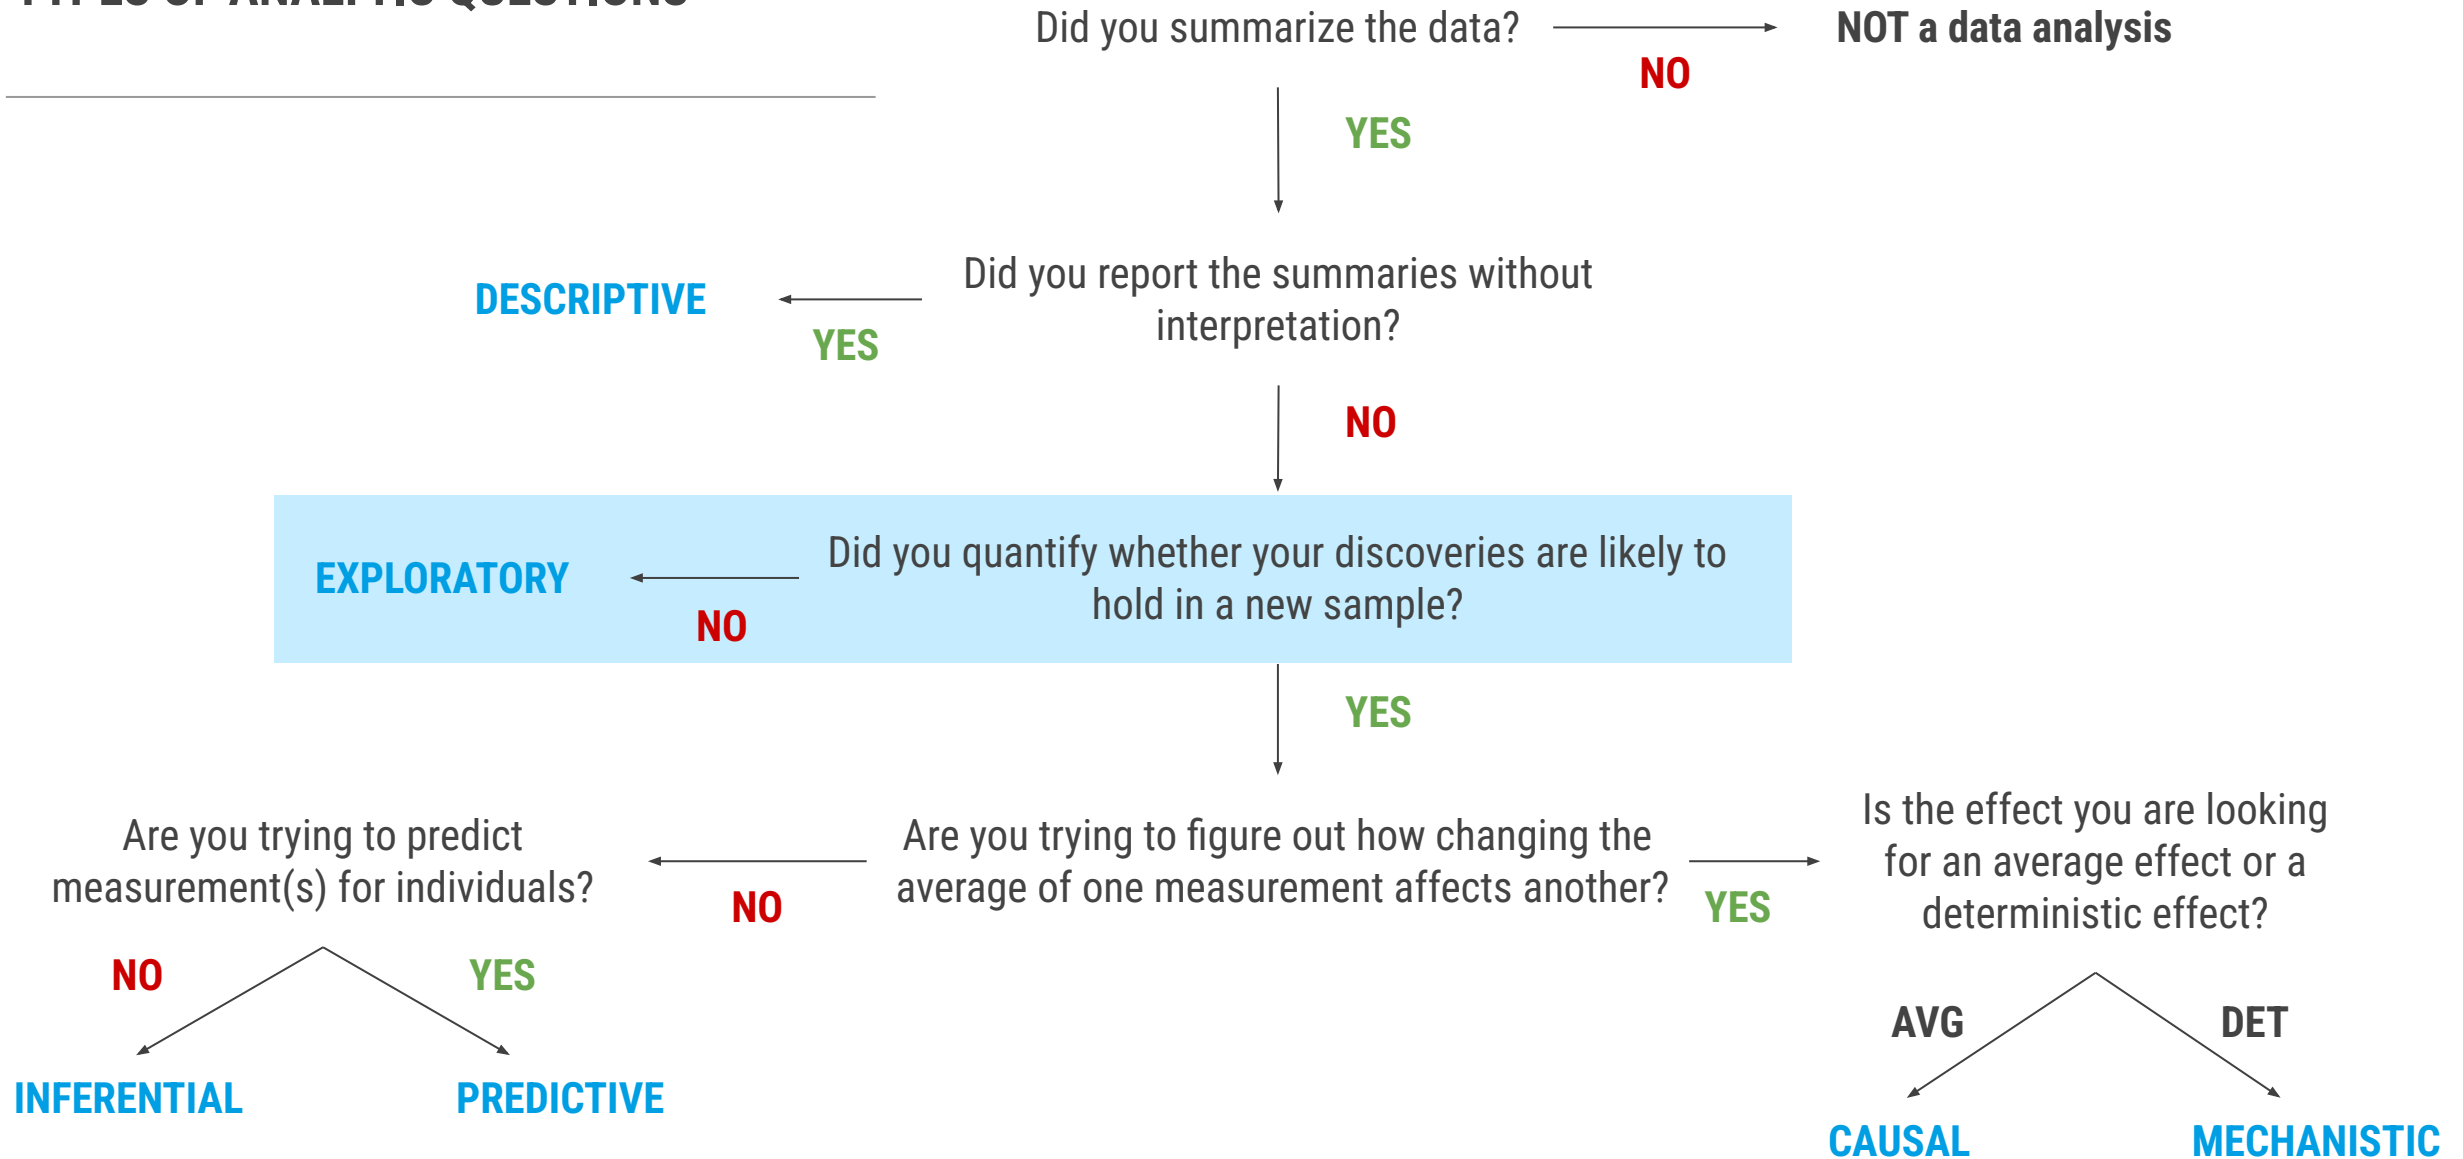 TYPES OF ANALYTIC QUESTIONS
Did you summarize the data?
NOT a data analysis
NO
YES
Did you report the summaries without
interpretation?
DESCRIPTIVE
YES
NO
Did you quantify whether your discoveries are likely to
hold in a new sample?
EXPLORATORY
NO
YES
Are you trying to predict
measurement(s) for individuals?
NO
Are you trying to figure out how changing the
average of one measurement affects another?
YES
Is the effect you are looking
for an average effect or a
deterministic effect?
NO
YES
AVG
DET
INFERENTIAL
PREDICTIVE
CAUSAL
MECHANISTIC